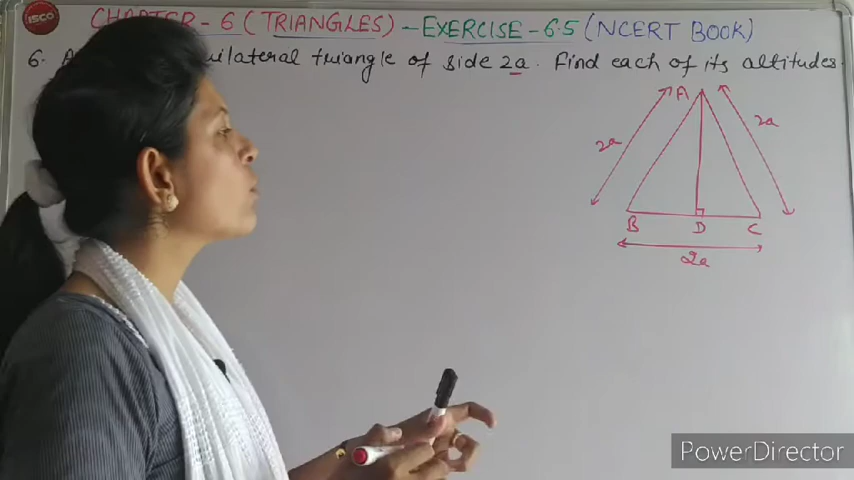 ISCO
CHAPTER - 6 (TRIANGLES) - EXERCISE - 6.5 (NCERT BOOK)
6. triangle of side 2a. Find each of its altitudes.
A
2a
2a
B D C
2a
PowerDirector